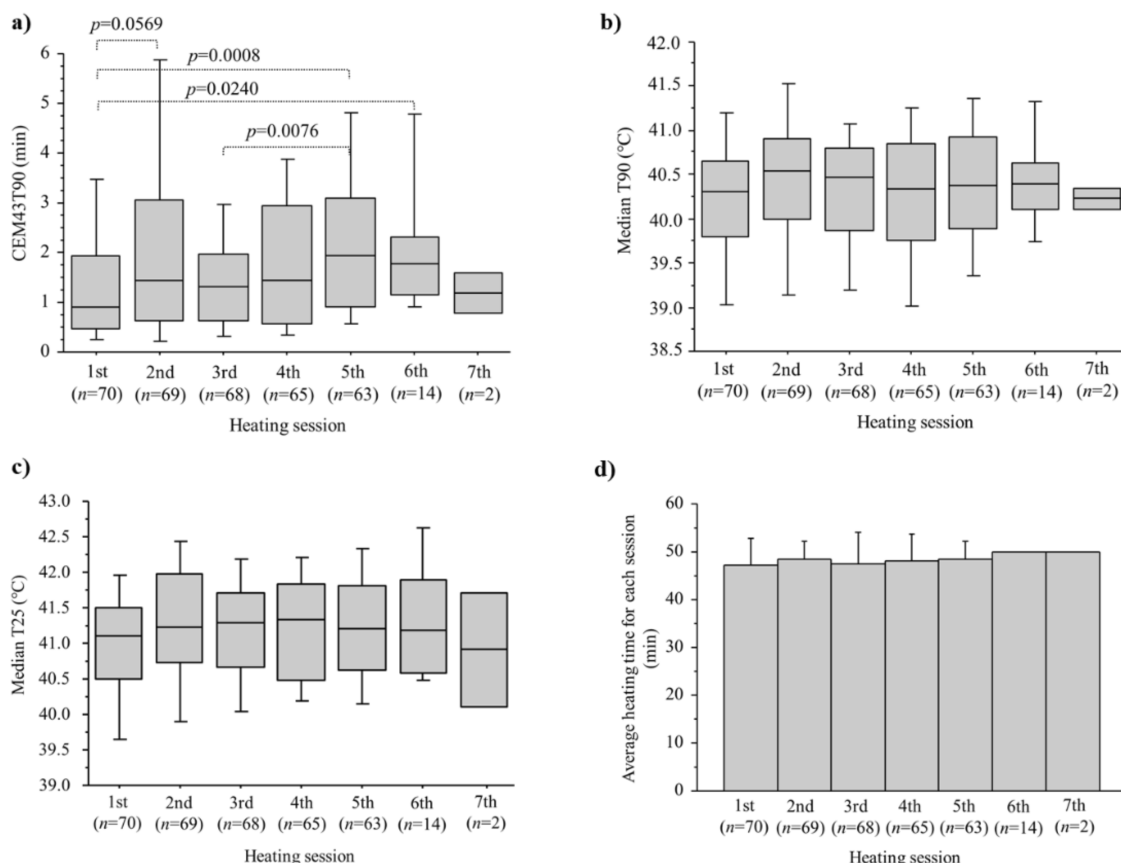 a)
p=0.0569
p=0.0008
p=0.0240
p=0.0076
CEM43T90 (min)
6
5
4
3
2
1
0
1st 2nd 3rd 4th 5th 6th 7th
(n=70) (n=69) (n=68) (n=65) (n=63) (n=14) (n=2)
Heating session
b)
Median T90 (°C)
42.0
41.5
41.0
40.5
40.0
39.5
39.0
38.5
1st 2nd 3rd 4th 5th 6th 7th
(n=70) (n=69) (n=68) (n=65) (n=63) (n=14) (n=2)
Heating session
c)
Median T25 (°C)
43.0
42.5
42.0
41.5
41.0
40.5
40.0
39.5
39.0
1st 2nd 3rd 4th 5th 6th 7th
(n=70) (n=69) (n=68) (n=65) (n=63) (n=14) (n=2)
Heating session
d)
Average heating time for each session
(min)
60
50
40
30
20
10
0
1st 2nd 3rd 4th 5th 6th 7th
(n=70) (n=69) (n=68) (n=65) (n=63) (n=14) (n=2)
Heating session